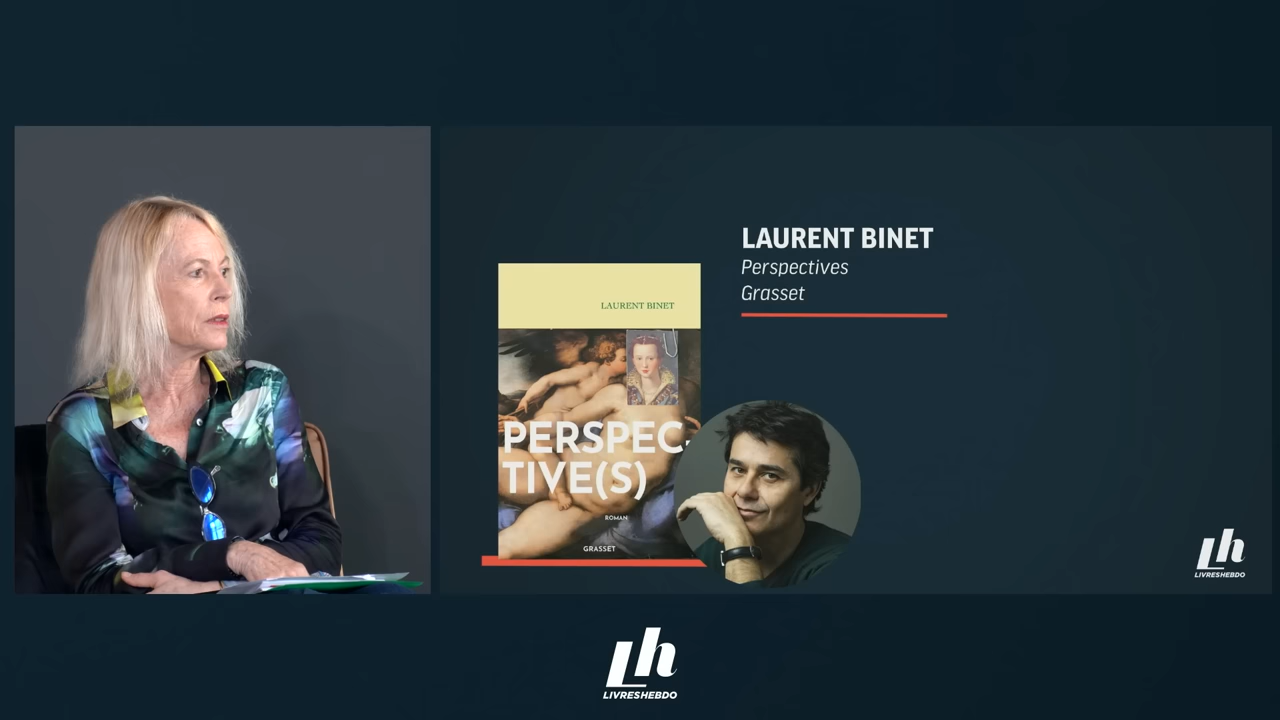 LAURENT BINET
Perspectives
Grasset
LAURENT BINET
PERSPEC-
TIVE(S)
ROMAN
GRASSET
Lh
LIVRESHEBDO
Lh
LIVRESHEBDO